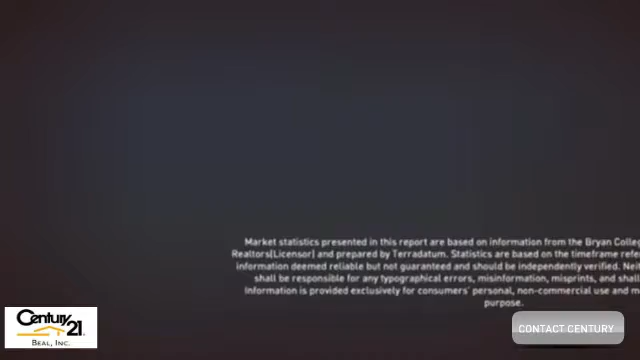 Market statistics presented in this report are based on information from the Bryan
Realtors(Licensor) and prepared by Terradatum. Statistics are based on the timeframe
information deemed reliable but not guaranteed and should be independently verified.
shall be responsible for any typographical errors, misinformation, misprints, and
Information is provided exclusively for consumers' personal, non-commercial use and
purpose.
Century 21
BEAL, INC.
CONTACT CENTURY